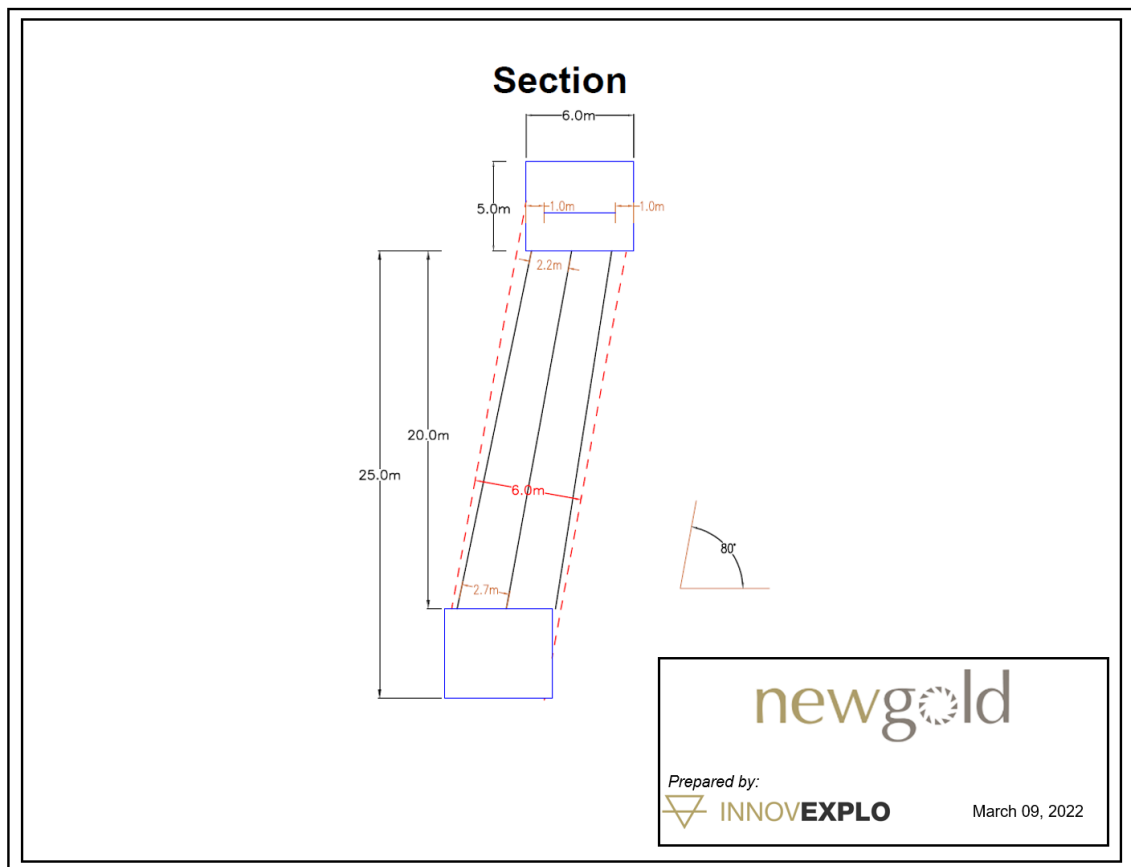 Section
6.0m
5.0m
1.0m
1.0m
2.2m
20.0m
25.0m
6.0m
80°
2.7m
newgold
Prepared by:
INNOVEXPLO
March 09, 2022